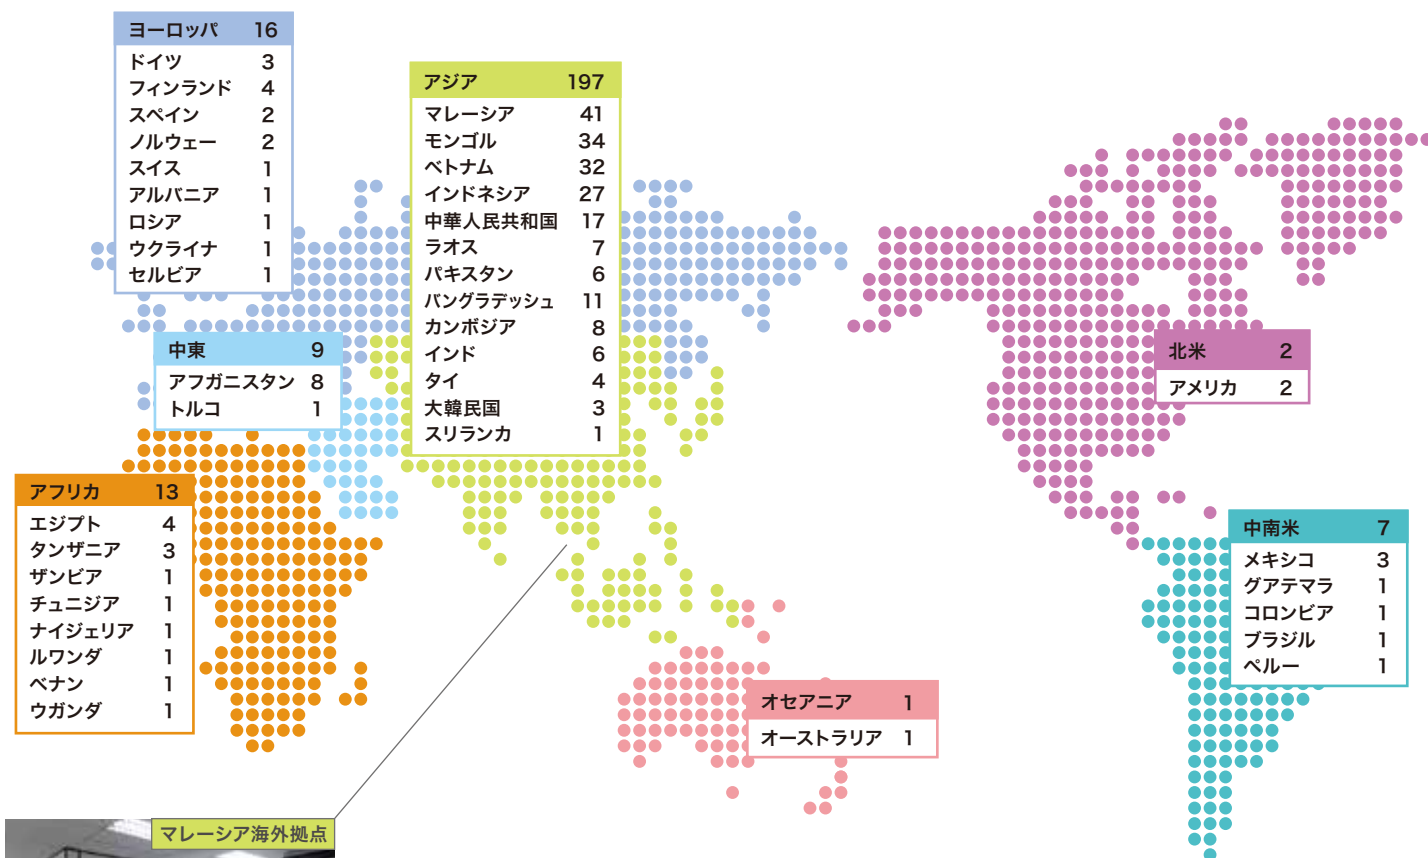 ヨーロッパ 16
ドイツ 3
フィンランド 4
スペイン 2
ノルウェー 2
スイス 1
アルバニア 1
ロシア 1
ウクライナ 1
セルビア 1
アジア 197
マレーシア 41
モンゴル 34
ベトナム 32
インドネシア 27
中華人民共和国 17
ラオス 7
パキスタン 6
バングラデッシュ 11
カンボジア 8
インド 6
タイ 4
大韓民国 3
スリランカ 1
中東 9
アフガニスタン 8
トルコ 1
北米 2
アメリカ 2
アフリカ 13
エジプト 4
タンザニア 3
ザンビア 1
チュニジア 1
ナイジェリア 1
ルワンダ 1
ベナン 1
ウガンダ 1
中南米 7
メキシコ 3
グアテマラ 1
コロンビア 1
ブラジル 1
ペルー 1
オセアニア 1
オーストラリア 1
マレーシア海外拠点